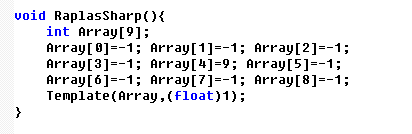 void RaplasSharp(){
int Array[9];
Array[0]=-1; Array[1]=-1; Array[2]=-1;
Array[3]=-1; Array[4]=9; Array[5]=-1;
Array[6]=-1; Array[7]=-1; Array[8]=-1;
Template(Array,(float)1);
}